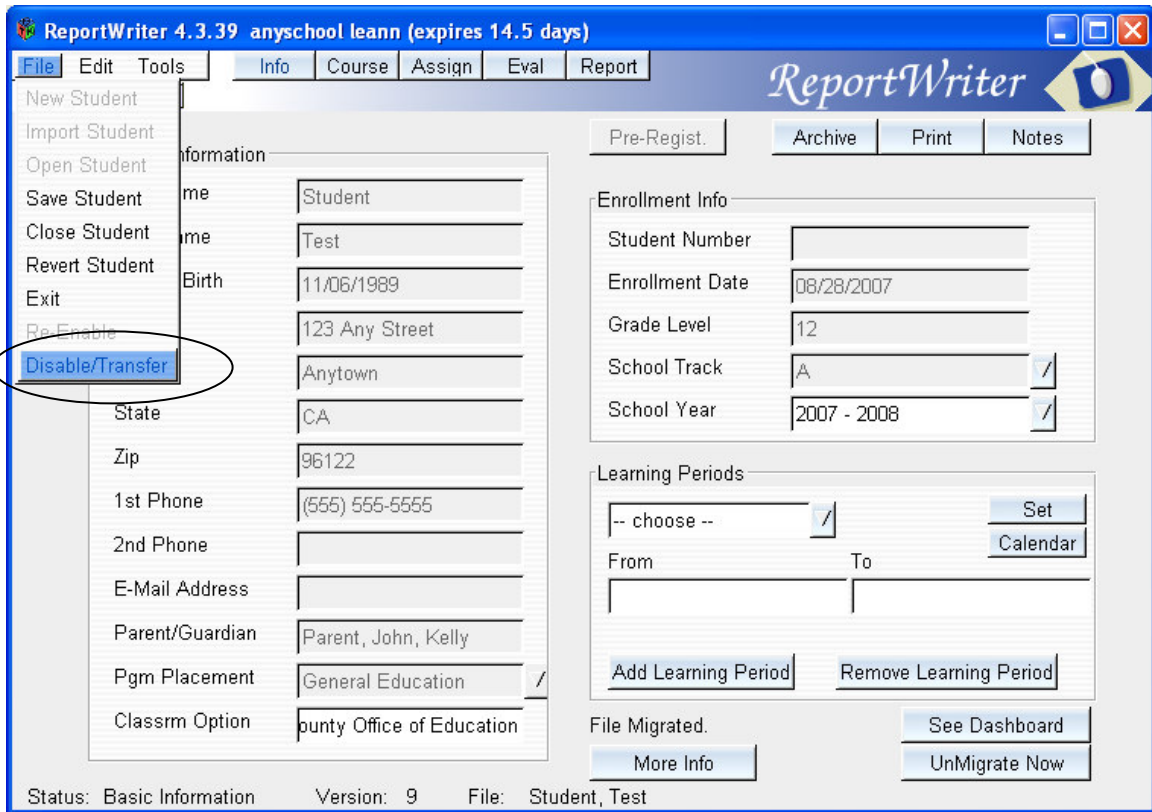 ReportWriter 4.3.39 anyschool leann (expires 14.5 days)
File Edit Tools Info Course Assign Eval Report
ReportWriter
New Student
Import Student
Open Student
Save Student
Close Student
Revert Student
Exit
Re-Enable
Disable/Transfer
Pre-Regist. Archive Print Notes
nformation
me Student
me Test
Birth 11/06/1989
123 Any Street
Anytown
State CA
Zip 96122
1st Phone (555) 555-5555
2nd Phone
E-Mail Address
Parent/Guardian Parent, John, Kelly
Pgm Placement General Education
Classrm Option ounty Office of Education
Enrollment Info
Student Number
Enrollment Date 08/28/2007
Grade Level 12
School Track A
School Year 2007 - 2008
Learning Periods
-- choose -- Set
Calendar
From To
Add Learning Period Remove Learning Period
File Migrated. See Dashboard
More Info UnMigrate Now
Status: Basic Information Version: 9 File: Student, Test